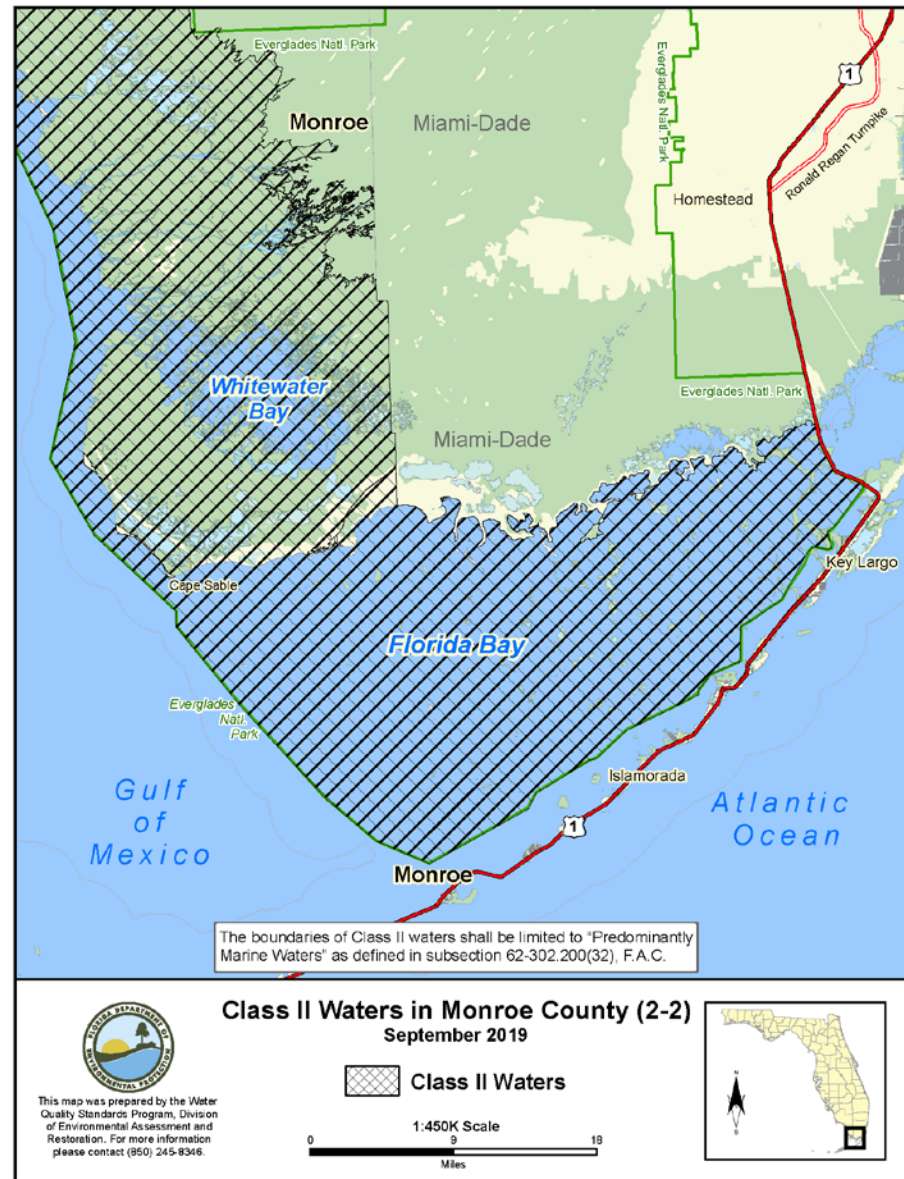 Everglades Natl. Park
Everglades Natl. Park
1
Monroe
Miami-Dade
Ronald Regan Turnpike
Homestead
Whitewater
Bay
Everglades Natl. Park
Miami-Dade
Key Largo
Cape Sable
Florida Bay
Everglades
Natl.
Park
Islamorada
Gulf
of
Mexico
Atlantic
Ocean
1
Monroe
The boundaries of Class II waters shall be limited to "Predominantly
Marine Waters" as defined in subsection 62-302.200(32), F.A.C.
FLORIDA DEPARTMENT OF
ENVIRONMENTAL PROTECTION
This map was prepared by the Water
Quality Standards Program, Division
of Environmental Assessment and
Restoration. For more information
please contact (850) 245-8346.
Class II Waters in Monroe County (2-2)
September 2019
Class II Waters
1:450K Scale
0 9 18
Miles
N
S